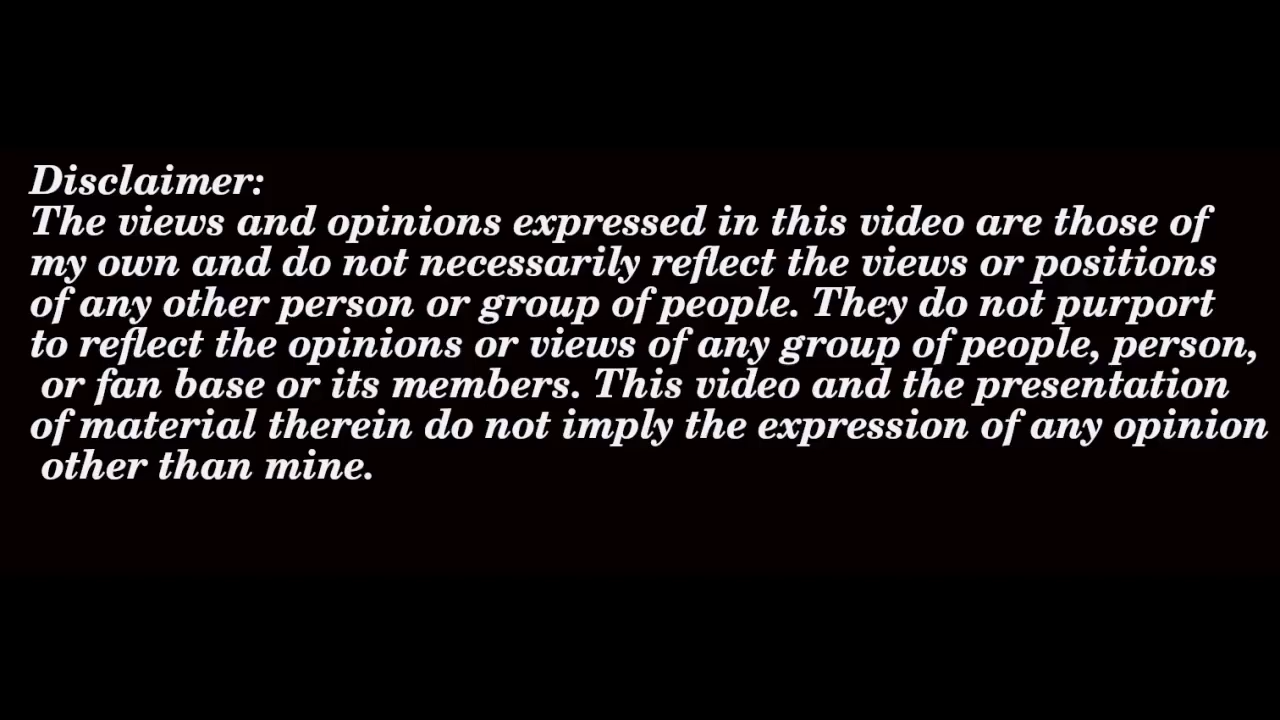 Disclaimer:
The views and opinions expressed in this video are those of
my own and do not necessarily reflect the views or positions
of any other person or group of people. They do not purport
to reflect the opinions or views of any group of people, person,
or fan base or its members. This video and the presentation
of material therein do not imply the expression of any opinion
other than mine.